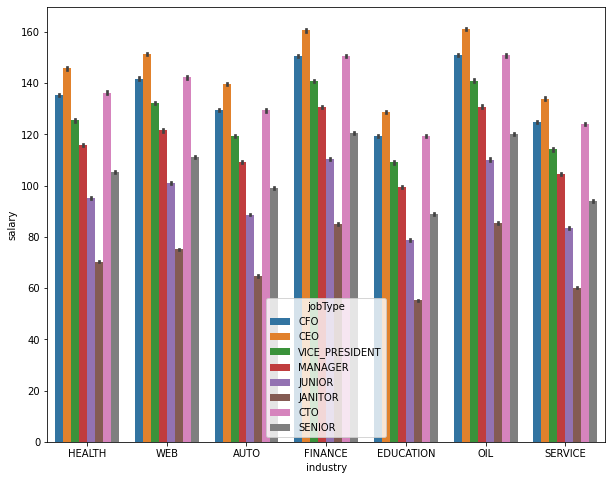 160
140
120
100
80
60
40
20
0
salary
jobType
CFO
CEO
VICE_PRESIDENT
MANAGER
JUNIOR
JANITOR
CTO
SENIOR
HEALTH WEB AUTO FINANCE EDUCATION OIL SERVICE
industry